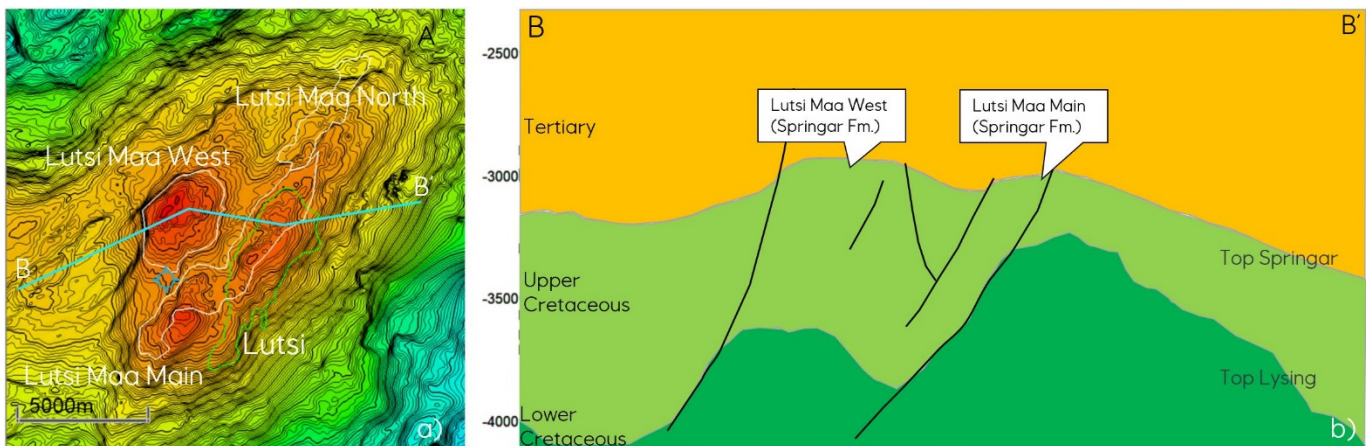 A
Lutsi Maa North
Lutsi Maa West
B'
B
Lutsi
Lutsi Maa Main
5000m
a)
B
B'
-2500
Tertiary
Lutsi Maa West
(Springar Fm.)
Lutsi Maa Main
(Springar Fm.)
-3000
Top Springar
Upper
Cretaceous
-3500
Top Lysing
Lower
Cretaceous
-4000
b)